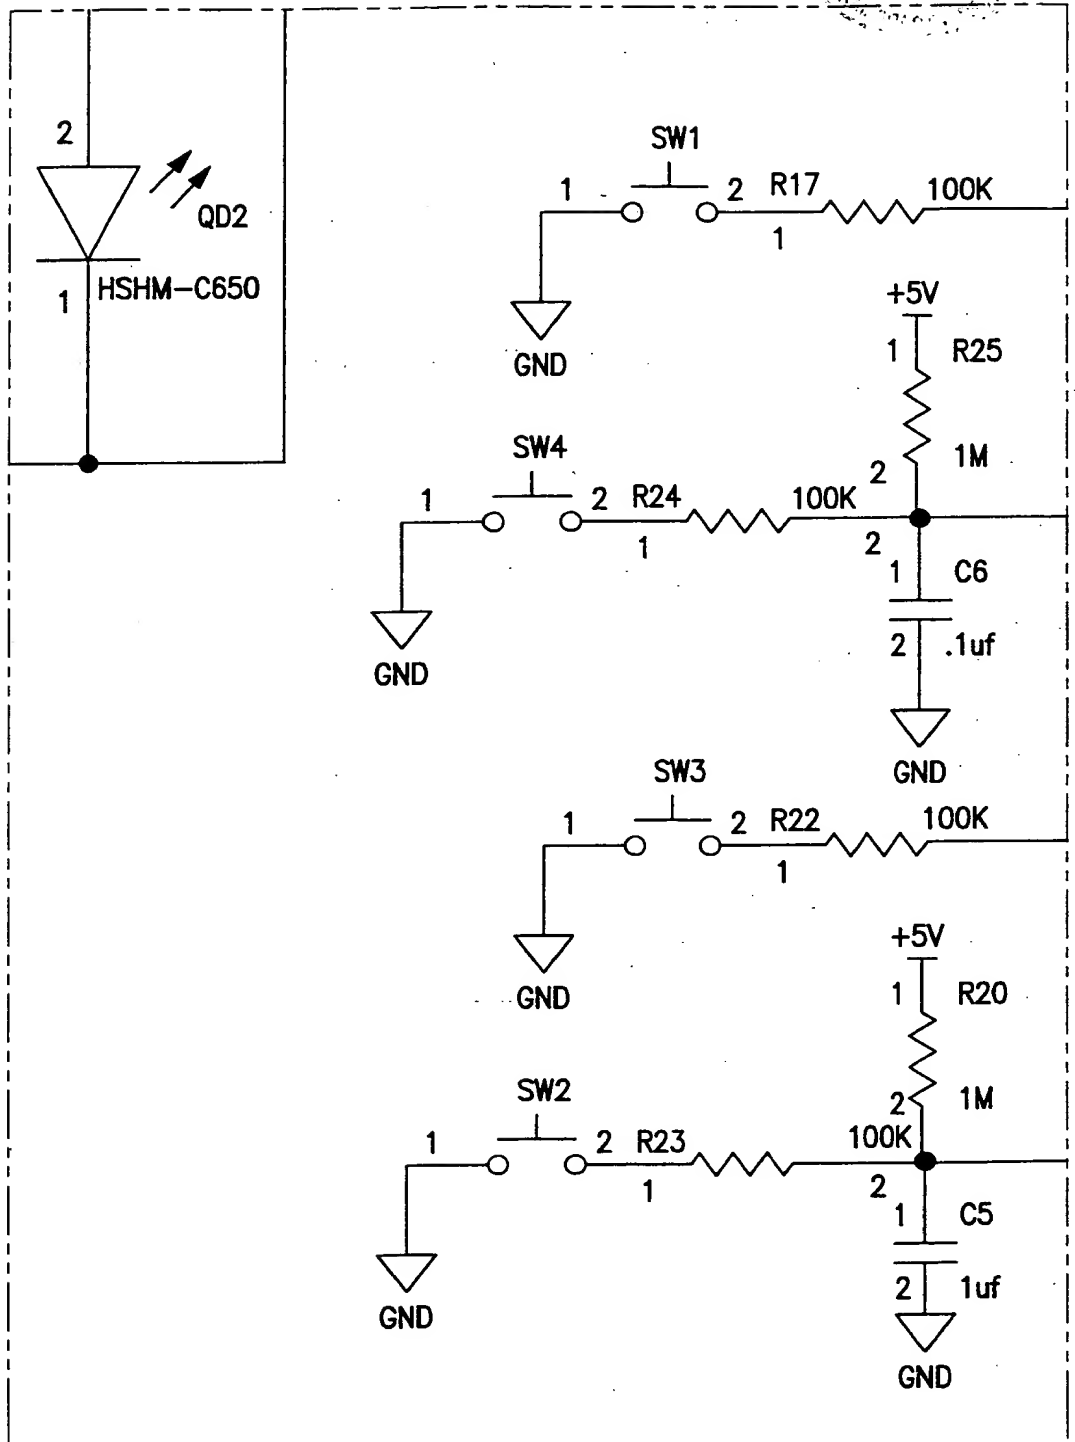 2
QD2
HSHM-C650
1
SW1
1
2
R17
100K
1
GND
+5V
1
R25
1M
2
SW4
1
2
R24
100K
1
2
1
C6
2
.1uf
GND
GND
SW3
1
2
R22
100K
1
GND
+5V
1
R20
2
1M
SW2
1
2
R23
100K
1
2
1
C5
2
1uf
GND
GND